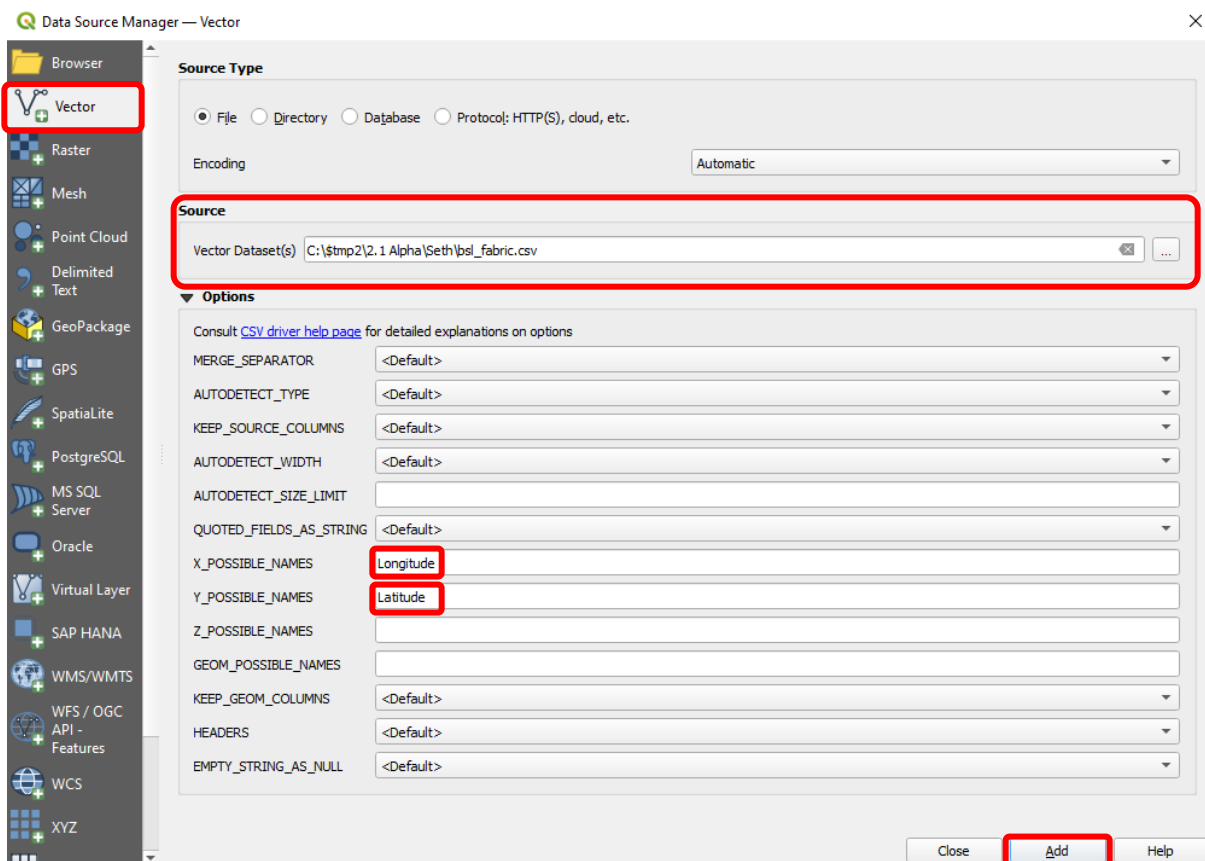 Data Source Manager — Vector
Browser
Vector
Raster
Mesh
Point Cloud
Delimited
Text
GeoPackage
GPS
SpatiaLite
PostgreSQL
MS SQL
Server
Oracle
Virtual Layer
SAP HANA
WMS/WMTS
WFS / OGC
API -
Features
WCS
XYZ
Source Type
File Directory Database Protocol: HTTP(S), cloud, etc.
Encoding Automatic
Source
Vector Dataset(s) C:\$tmp2\2.1 Alpha\Seth\bsl_fabric.csv ...
Options
Consult CSV driver help page for detailed explanations on options
MERGE_SEPARATOR <Default>
AUTODETECT_TYPE <Default>
KEEP_SOURCE_COLUMNS <Default>
AUTODETECT_WIDTH <Default>
AUTODETECT_SIZE_LIMIT
QUOTED_FIELDS_AS_STRING <Default>
X_POSSIBLE_NAMES Longitude
Y_POSSIBLE_NAMES Latitude
Z_POSSIBLE_NAMES
GEOM_POSSIBLE_NAMES
KEEP_GEOM_COLUMNS <Default>
HEADERS <Default>
EMPTY_STRING_AS_NULL <Default>
Close Add Help